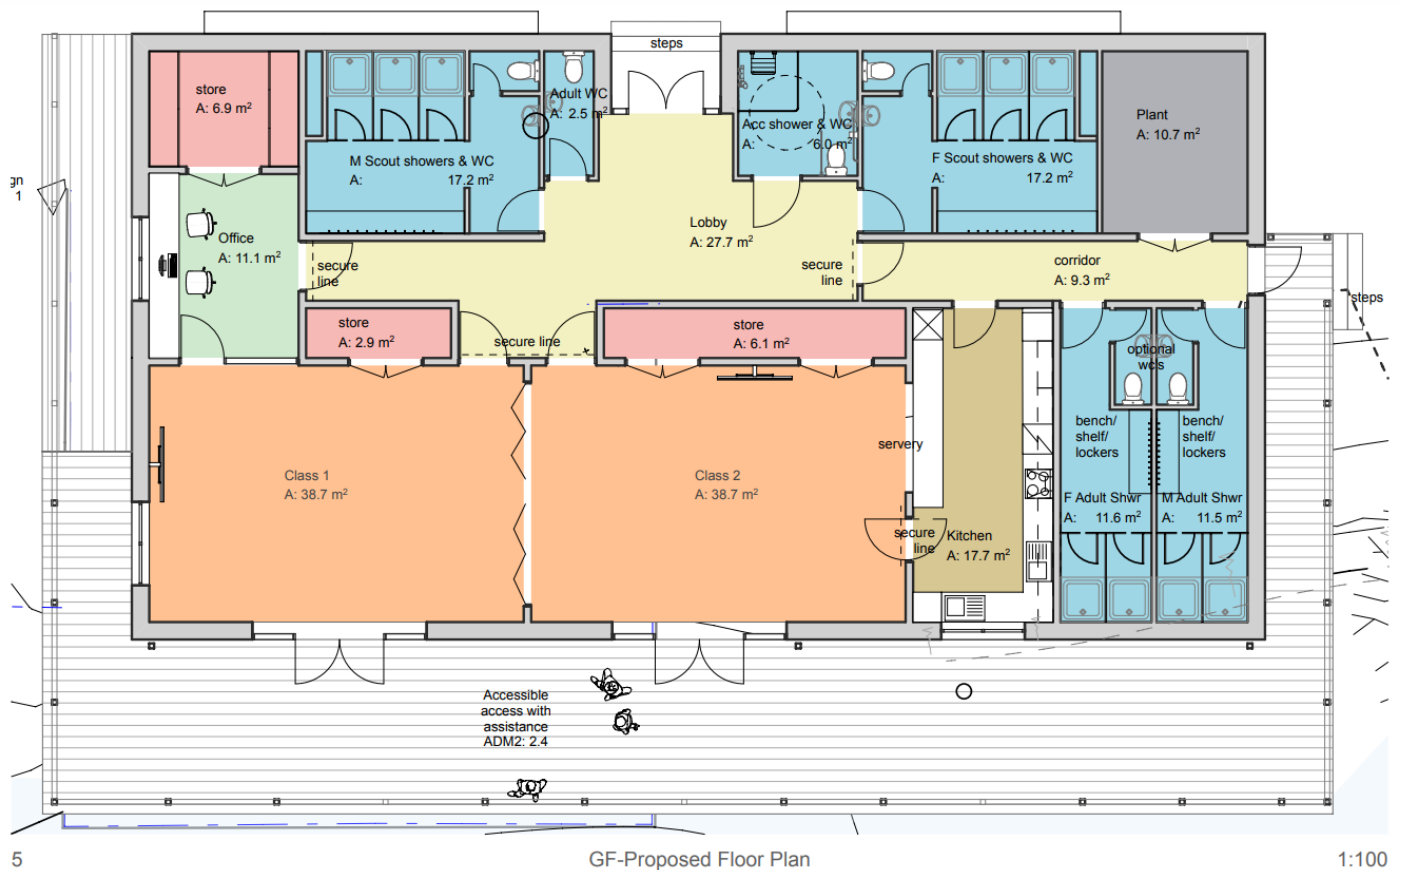 steps
store
A: 6.9 m²
Adult WC
A: 2.5 m²
Acc shower & WC
A: 6.0 m²
Plant
A: 10.7 m²
M Scout showers & WC
A: 17.2 m²
F Scout showers & WC
A: 17.2 m²
gn
1
Office
A: 11.1 m²
Lobby
A: 27.7 m²
secure
line
secure
line
corridor
A: 9.3 m²
steps
store
A: 2.9 m²
secure line
store
A: 6.1 m²
optional
wc's
bench/
shelf/
lockers
bench/
shelf/
lockers
servery
Class 1
A: 38.7 m²
Class 2
A: 38.7 m²
F Adult Shwr
A: 11.6 m²
M Adult Shwr
A: 11.5 m²
secure
line
Kitchen
A: 17.7 m²
Accessible
access with
assistance
ADM2: 2.4
5
GF-Proposed Floor Plan
1:100